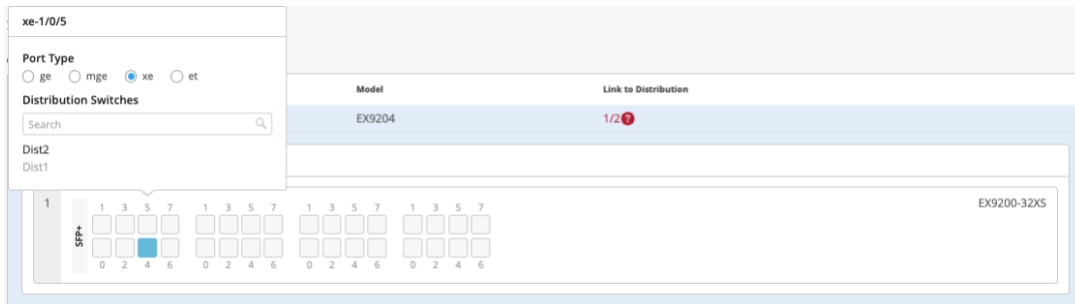 xe-1/0/5
Port Type
ge mge xe et
Distribution Switches
Search
Dist2
Dist1
Model Link to Distribution
EX9204 1/2?
1 EX9200-32XS
SFP+
1 3 5 7 1 3 5 7 1 3 5 7 1 3 5 7
0 2 4 6 0 2 4 6 0 2 4 6 0 2 4 6